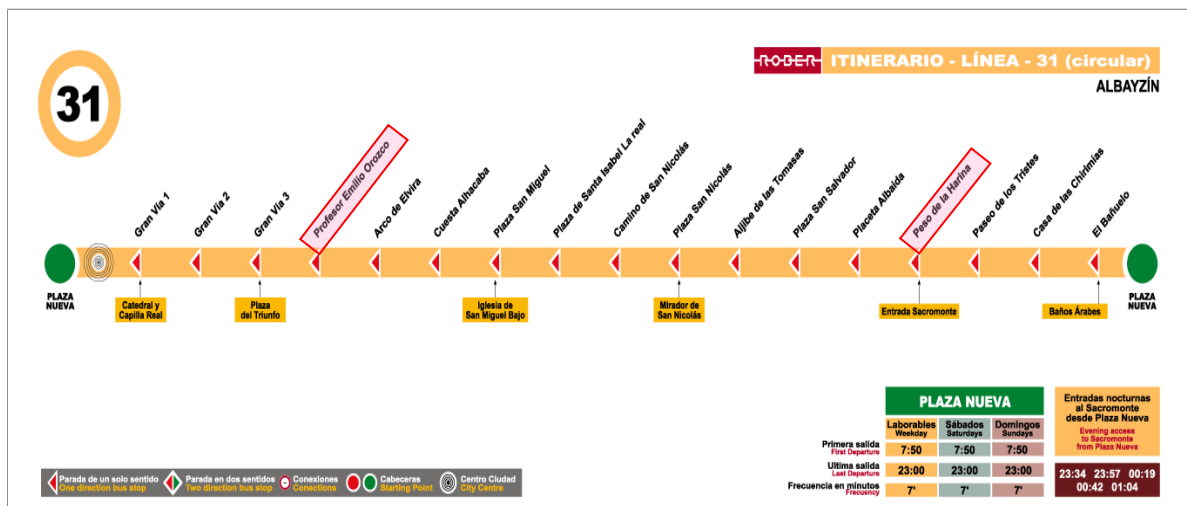 31
ROBER
ITINERARIO - LÍNEA - 31 (circular)
ALBAYZÍN
Gran Vía 1
Gran Vía 2
Gran Vía 3
Profesor Emilio Orozco
Arco de Elvira
Cuesta Alhacaba
Plaza San Miguel
Plaza de Santa Isabel La real
Camino de San Nicolás
Plaza San Nicolás
Aljibe de las Tomasas
Plaza San Salvador
Placeta Albaida
Peso de la Harina
Paseo de los Tristes
Casa de las Chirimias
El Bañuelo
PLAZA
NUEVA
Catedral y
Capilla Real
Plaza
del Triunfo
Iglesia de
San Miguel Bajo
Mirador de
San Nicolás
Entrada Sacromonte
Baños Árabes
PLAZA
NUEVA
PLAZA NUEVA
Laborables Sábados Domingos
Weekday Saturdays Sundays
Primera salida 7:50 7:50 7:50
First Departure
Ultima salida 23:00 23:00 23:00
Last Departure
Frecuencia en minutos 7' 7' 7'
Frecuency
Entradas nocturnas
al Sacromonte
desde Plaza Nueva
Evening access
to Sacromonte
from Plaza Nueva
23:34 23:57 00:19
00:42 01:04
Parada de un solo sentido
One direction bus stop
Parada en dos sentidos
Two direction bus stop
Conexiones
Conections
Cabeceras
Starting Point
Centro Ciudad
City Centre